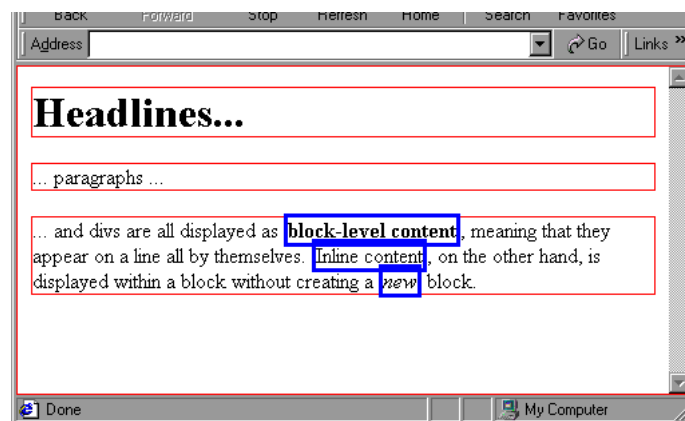 Back Forward Stop Refresh Home Search Favorites
Address Go Links »
Headlines...
... paragraphs ...
... and divs are all displayed as block-level content, meaning that they
appear on a line all by themselves. Inline content, on the other hand, is
displayed within a block without creating a new block.
Done My Computer